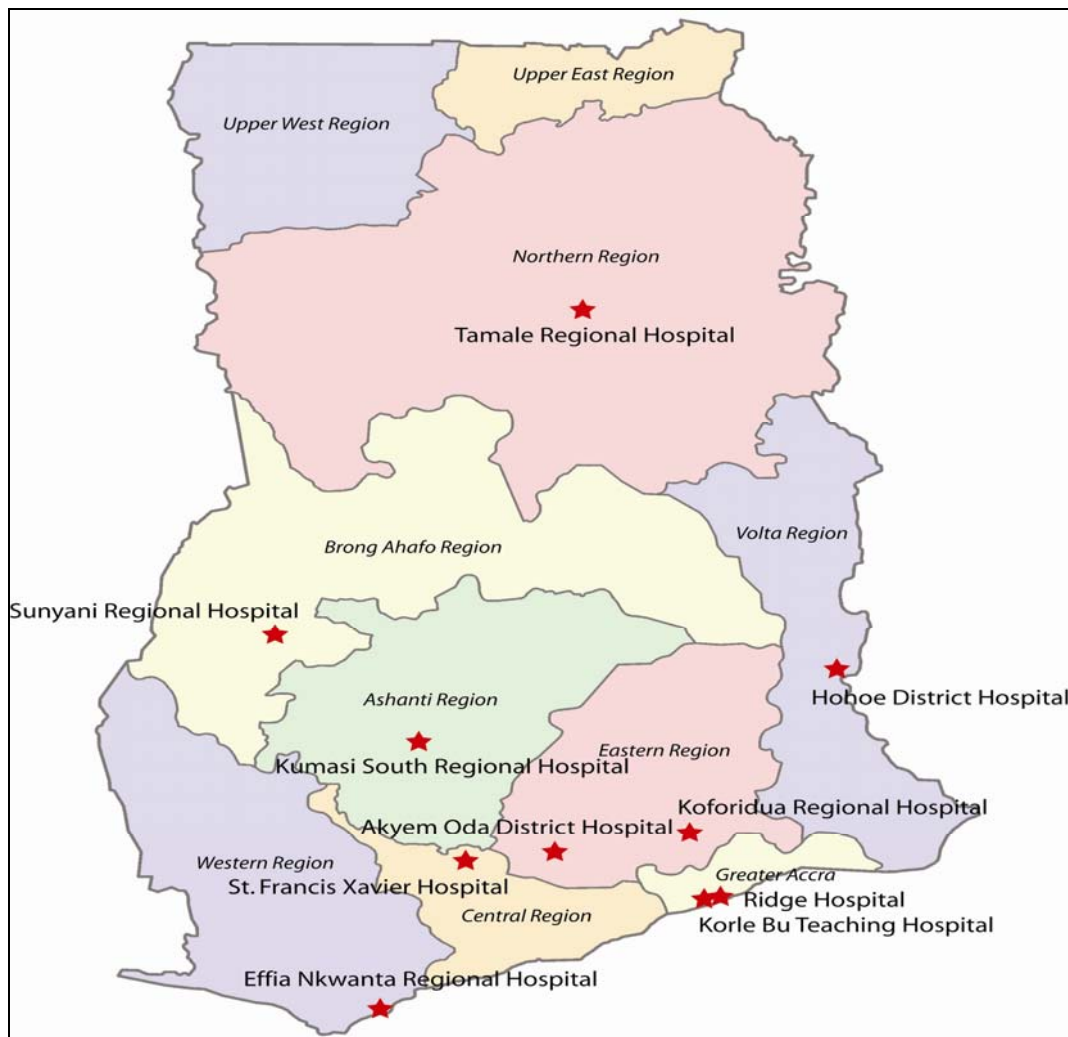 Upper East Region
Upper West Region
Northern Region
Tamale Regional Hospital
Volta Region
Brong Ahafo Region
Sunyani Regional Hospital
Hohoe District Hospital
Ashanti Region
Eastern Region
Kumasi South Regional Hospital
Koforidua Regional Hospital
Akyem Oda District Hospital
Western Region
Greater Accra
St. Francis Xavier Hospital
Ridge Hospital
Central Region
Korle Bu Teaching Hospital
Effia Nkwanta Regional Hospital